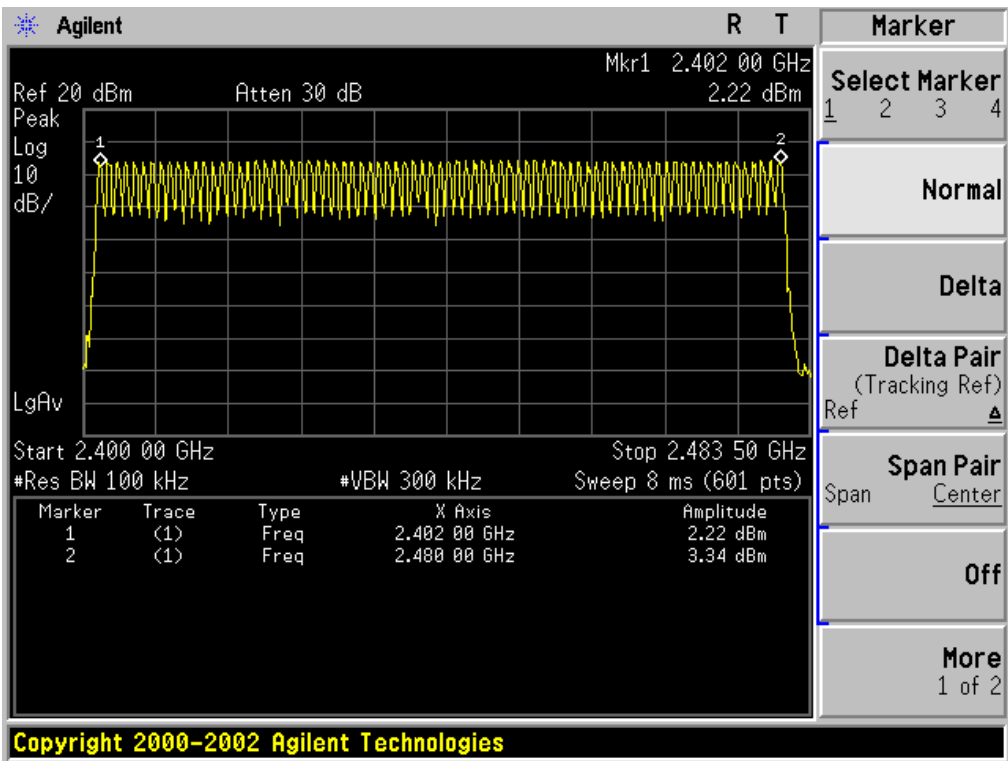 Agilent R T
Mkr1 2.402 00 GHz
Ref 20 dBm Atten 30 dB 2.22 dBm
Peak
Log
10
dB/
1
2
LgAv
Start 2.400 00 GHz Stop 2.483 50 GHz
#Res BW 100 kHz #VBW 300 kHz Sweep 8 ms (601 pts)
Marker Trace Type X Axis Amplitude
1 (1) Freq 2.402 00 GHz 2.22 dBm
2 (1) Freq 2.480 00 GHz 3.34 dBm
Marker
Select Marker
1 2 3 4
Normal
Delta
Delta Pair
(Tracking Ref)
Ref Δ
Span Pair
Span Center
Off
More
1 of 2
Copyright 2000-2002 Agilent Technologies